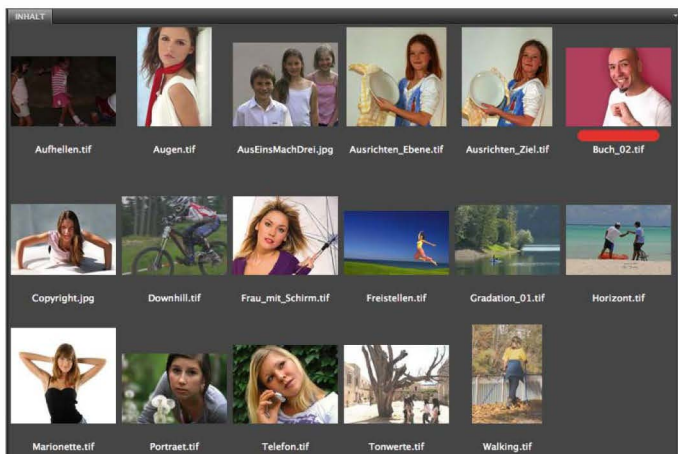 INHALT
Aufhellen.tif
Augen.tif
AusEinsMachDrei.jpg
Ausrichten_Ebene.tif
Ausrichten_Ziel.tif
Buch_02.tif
Copyright.jpg
Downhill.tif
Frau_mit_Schirm.tif
Freistellen.tif
Gradation_01.tif
Horizont.tif
Marionette.tif
Portraet.tif
Telefon.tif
Tonwerte.tif
Walking.tif